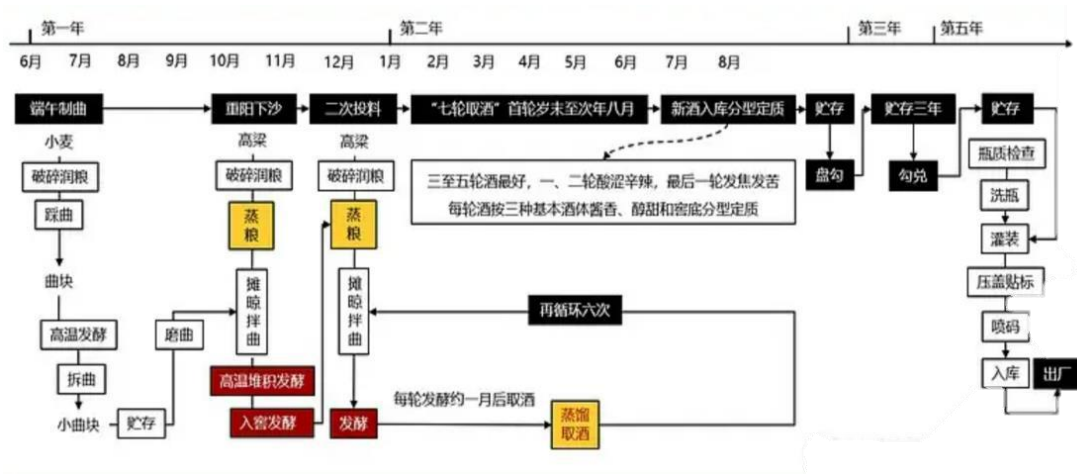 第一年
第二年
第三年
第五年
6月 7月 8月 9月 10月 11月 12月 1月 2月 3月 4月 5月 6月 7月 8月
端午制曲
重阳下沙
二次投料
“七轮取酒”首轮岁末至次年八月
新酒入库分型定质
贮存
贮存三年
贮存
小麦
破碎润粮
踩曲
曲块
高温发酵
拆曲
小曲块
贮存
磨曲
高粱
破碎润粮
蒸
粮
摊
晾
拌
曲
高温堆积发酵
入窖发酵
高粱
破碎润粮
蒸
粮
摊
晾
拌
曲
发酵
每轮发酵约一月后取酒
蒸馏
取酒
再循环六次
三至五轮酒最好，一、二轮酸涩辛辣，最后一轮发焦发苦
每轮酒按三种基本酒体酱香、醇甜和窖底分型定质
盘勾
勾兑
瓶质检查
洗瓶
灌装
压盖贴标
喷码
入库
出厂